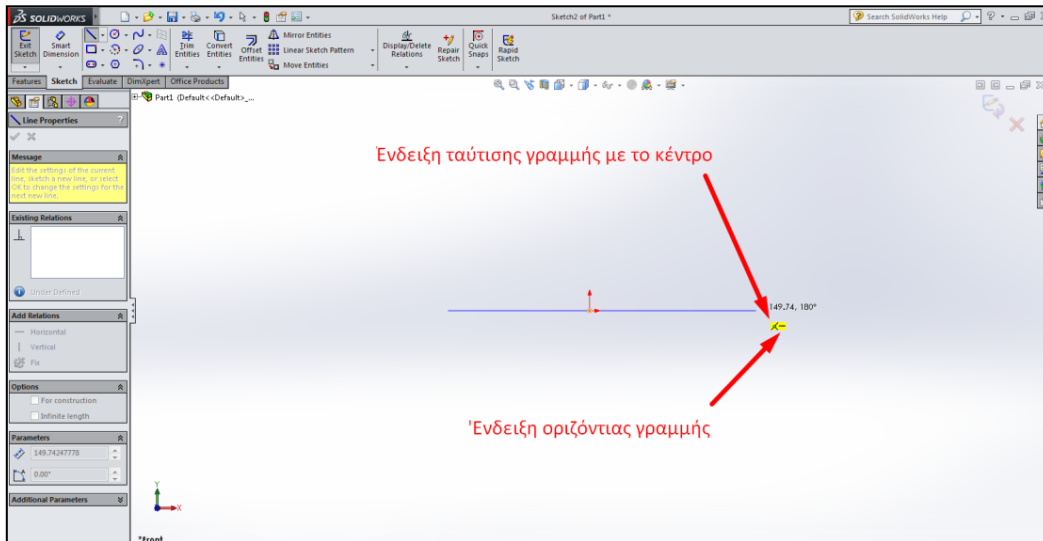 SOLIDWORKS
Sketch2 of Part1 *
Search SolidWorks Help
Exit Sketch
Smart Dimension
Trim Entities
Convert Entities
Offset Entities
Mirror Entities
Linear Sketch Pattern
Move Entities
Display/Delete Relations
Repair Sketch
Quick Snaps
Rapid Sketch
Features Sketch Evaluate DimXpert Office Products
Part1 (Default<<Default>_...
Line Properties ?
Message
Edit the settings of the current
line, sketch a new line, or select
OK to change the settings for the
next new line.
Existing Relations
Under Defined
Add Relations
Horizontal
Vertical
Fix
Options
For construction
Infinite length
Parameters
149.74247778
0.00°
Additional Parameters
Ένδειξη ταύτισης γραμμής με το κέντρο
149.74, 180°
'Ενδειξη οριζόντιας γραμμής
Y
X
*Front